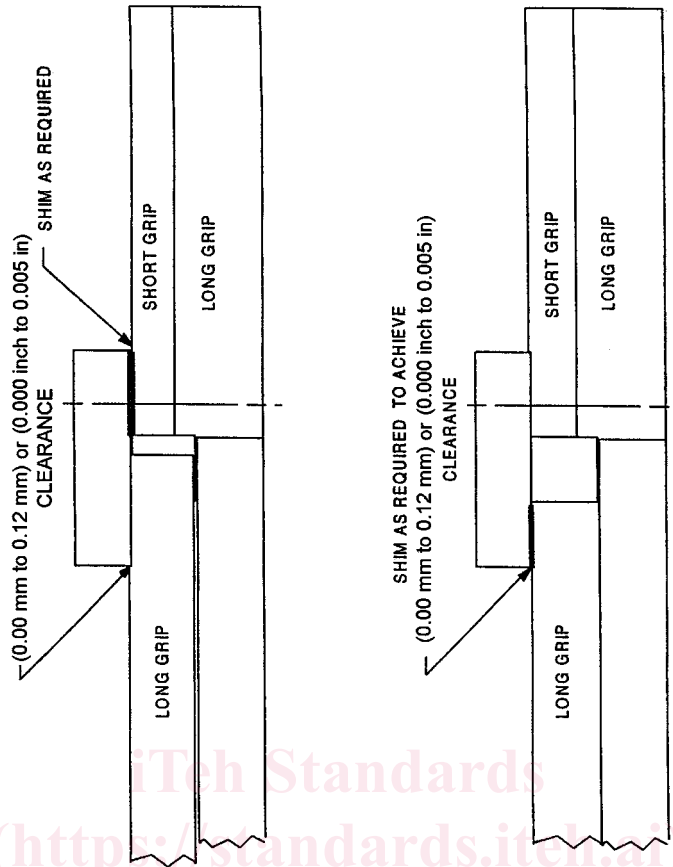 (0.00 mm to 0.12 mm) or (0.000 inch to 0.005 in)
CLEARANCE
SHIM AS REQUIRED
LONG GRIP
SHORT GRIP
LONG GRIP
SHIM AS REQUIRED TO ACHIEVE
(0.00 mm to 0.12 mm) or (0.000 inch to 0.005 in)
CLEARANCE
LONG GRIP
SHORT GRIP
LONG GRIP
iTeh Standards
(https://standards.iteh.ai